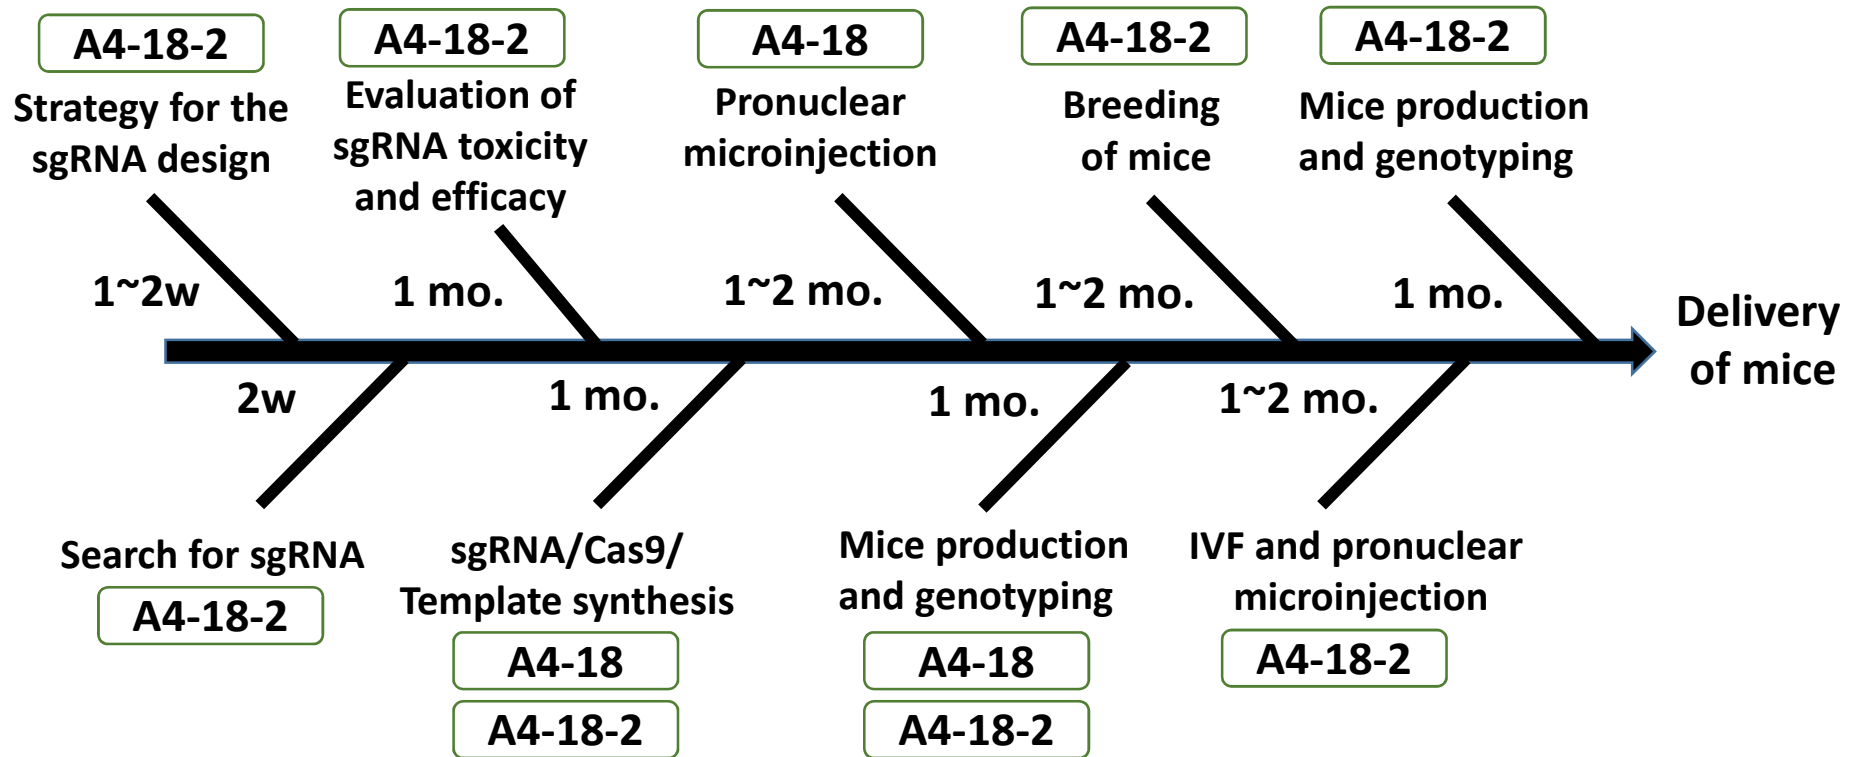 A4-18-2
Strategy for the
sgRNA design
A4-18-2
Evaluation of
sgRNA toxicity
and efficacy
A4-18
Pronuclear
microinjection
A4-18-2
Breeding
of mice
A4-18-2
Mice production
and genotyping
1~2w
1 mo.
1~2 mo.
1~2 mo.
1 mo.
Delivery
of mice
2w
1 mo.
1 mo.
1~2 mo.
Search for sgRNA
A4-18-2
sgRNA/Cas9/
Template synthesis
A4-18
A4-18-2
Mice production
and genotyping
A4-18
A4-18-2
IVF and pronuclear
microinjection
A4-18-2